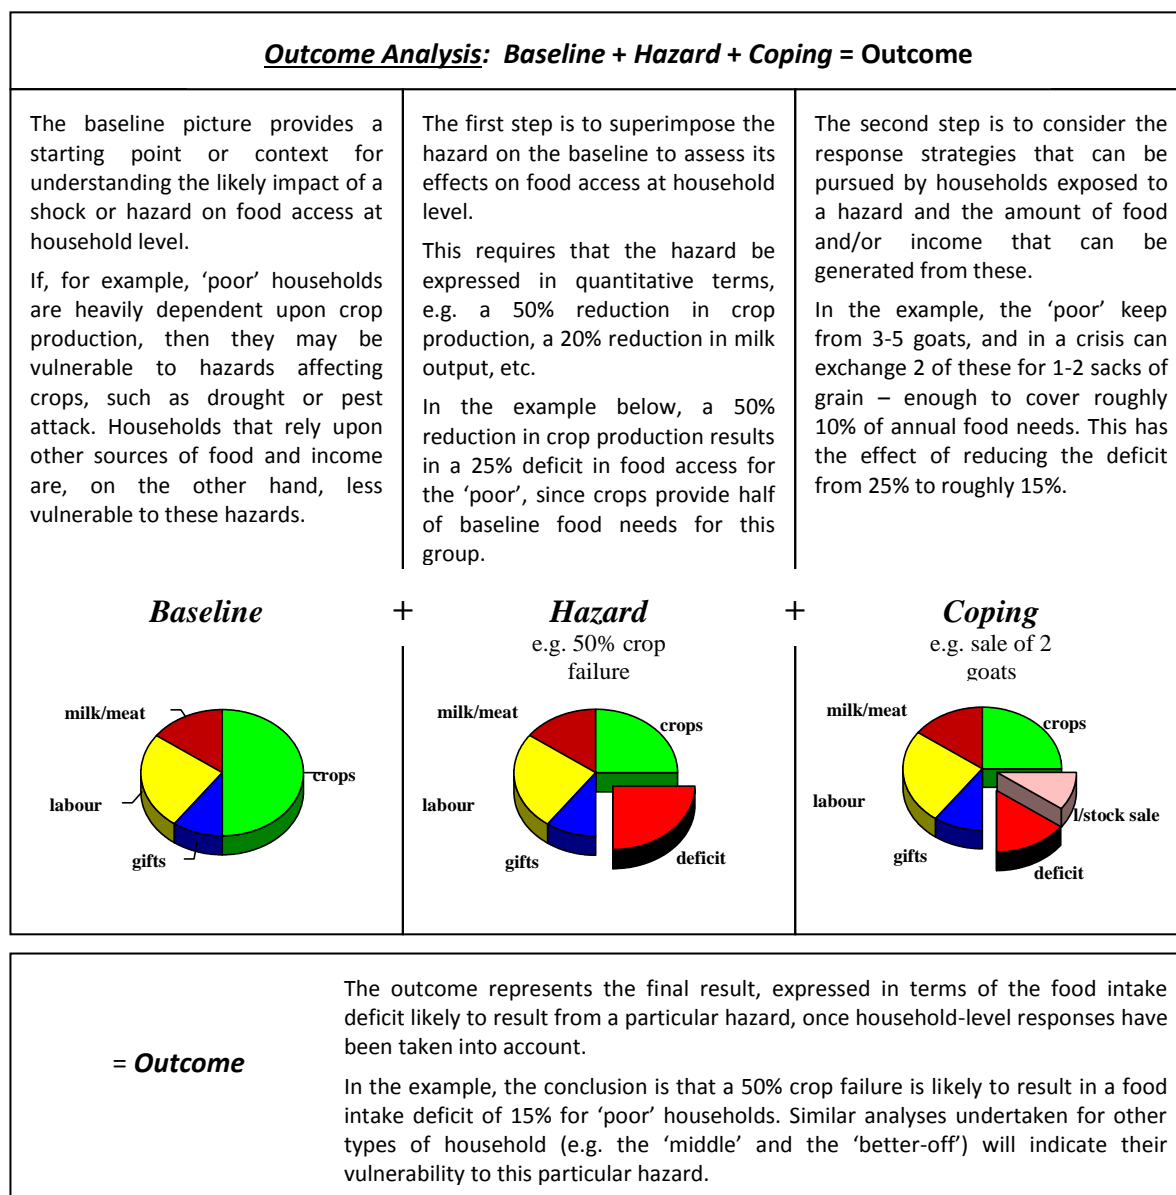 Outcome Analysis: Baseline + Hazard + Coping = Outcome
The baseline picture provides a
starting point or context for
understanding the likely impact of a
shock or hazard on food access at
household level.
If, for example, ‘poor’ households
are heavily dependent upon crop
production, then they may be
vulnerable to hazards affecting
crops, such as drought or pest
attack. Households that rely upon
other sources of food and income
are, on the other hand, less
vulnerable to these hazards.
The first step is to superimpose the
hazard on the baseline to assess its
effects on food access at household
level.
This requires that the hazard be
expressed in quantitative terms,
e.g. a 50% reduction in crop
production, a 20% reduction in milk
output, etc.
In the example below, a 50%
reduction in crop production results
in a 25% deficit in food access for
the ‘poor’, since crops provide half
of baseline food needs for this
group.
The second step is to consider the
response strategies that can be
pursued by households exposed to
a hazard and the amount of food
and/or income that can be
generated from these.
In the example, the ‘poor’ keep
from 3-5 goats, and in a crisis can
exchange 2 of these for 1-2 sacks of
grain – enough to cover roughly
10% of annual food needs. This has
the effect of reducing the deficit
from 25% to roughly 15%.
Baseline + Hazard + Coping
e.g. 50% crop
failure
e.g. sale of 2
goats
milk/meat
crops
labour
gifts
milk/meat
crops
labour
gifts
deficit
milk/meat
crops
labour
l/stock sale
gifts
deficit
= Outcome
The outcome represents the final result, expressed in terms of the food intake
deficit likely to result from a particular hazard, once household-level responses have
been taken into account.
In the example, the conclusion is that a 50% crop failure is likely to result in a food
intake deficit of 15% for ‘poor’ households. Similar analyses undertaken for other
types of household (e.g. the ‘middle’ and the ‘better-off’) will indicate their
vulnerability to this particular hazard.